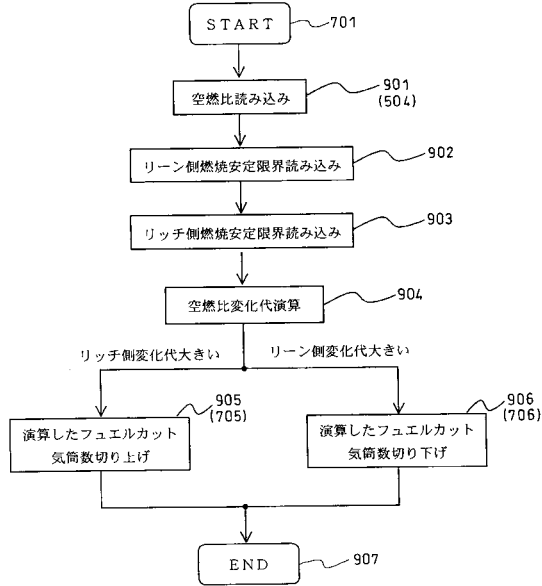 START
701
空燃比読み込み
901
(504)
リーン側燃焼安定限界読み込み
902
リッチ側燃焼安定限界読み込み
903
空燃比変化代演算
904
リッチ側変化代大きい
リーン側変化代大きい
905
(705)
906
(706)
演算したフュエルカット
気筒数切り上げ
演算したフュエルカット
気筒数切り下げ
END
907